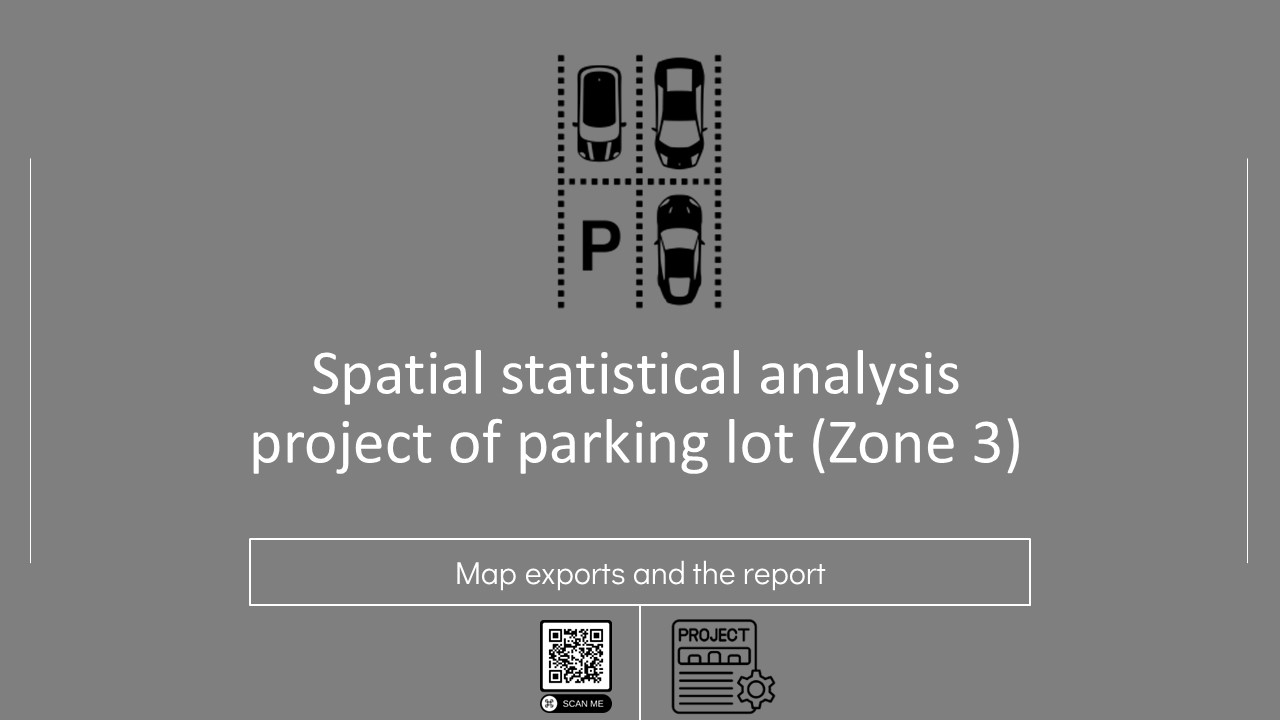 P
Spatial statistical analysis
project of parking lot (Zone 3)
Map exports and the report
PROJECT
SCAN ME